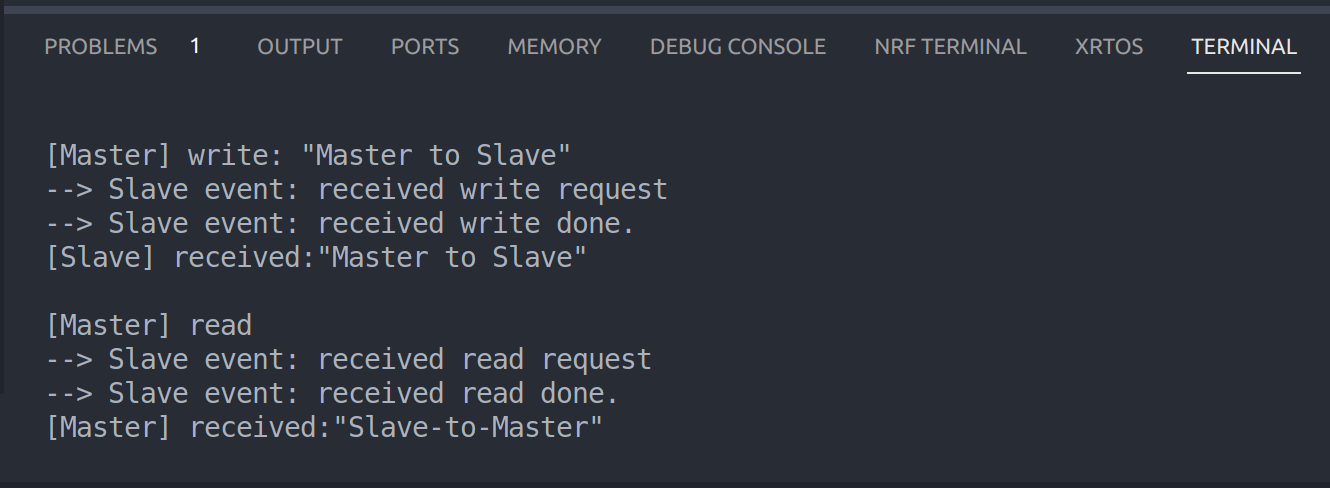 PROBLEMS 1 OUTPUT PORTS MEMORY DEBUG CONSOLE NRF TERMINAL XRTOS TERMINAL
[Master] write: "Master to Slave"
--> Slave event: received write request
--> Slave event: received write done.
[Slave] received:"Master to Slave"
[Master] read
--> Slave event: received read request
--> Slave event: received read done.
[Master] received:"Slave-to-Master"